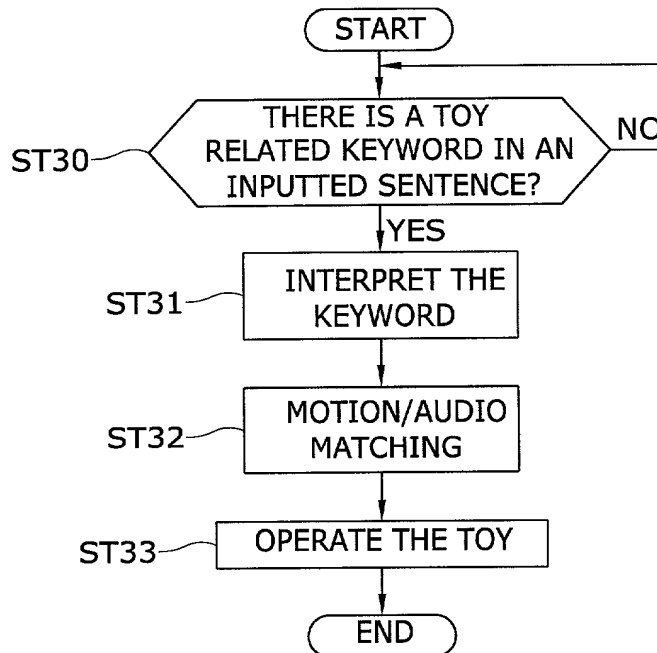 START
THERE IS A TOY
RELATED KEYWORD IN AN
INPUTTED SENTENCE?
NO
ST30
YES
INTERPRET THE
KEYWORD
ST31
MOTION/AUDIO
MATCHING
ST32
OPERATE THE TOY
ST33
END